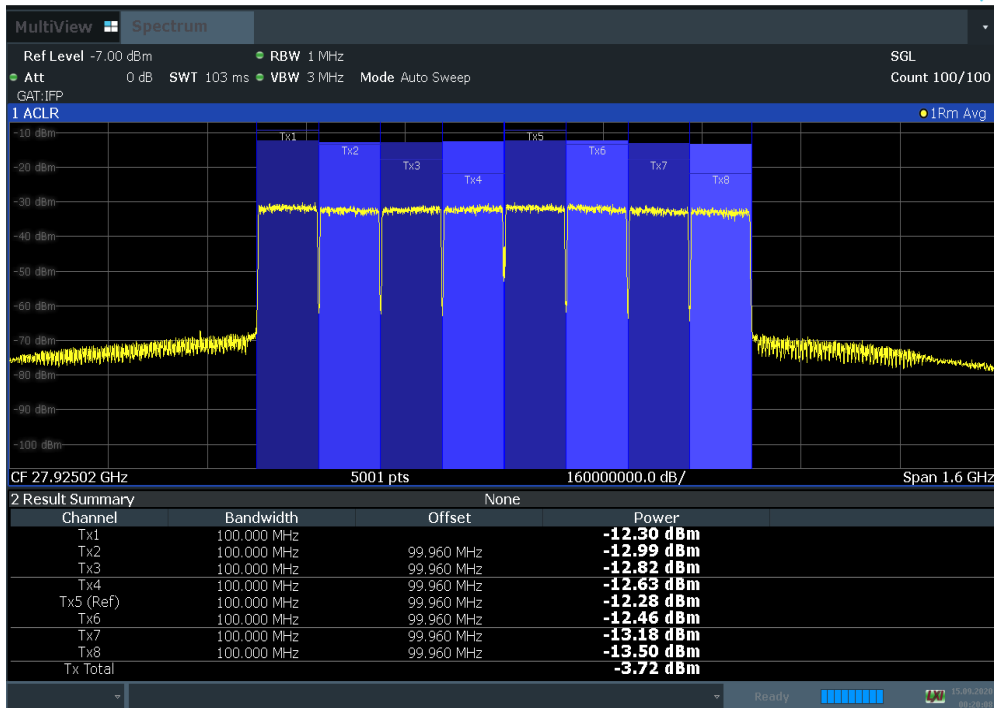 MultiView Spectrum
Ref Level -7.00 dBm RBW 1 MHz SGL
Att 0 dB SWT 103 ms VBW 3 MHz Mode Auto Sweep Count 100/100
GAT:IFP
1 ACLR 1Rm Avg
-10 dBm
Tx1 Tx5
Tx2 Tx6
Tx3 Tx7
-20 dBm
Tx4 Tx8
-30 dBm
-40 dBm
-50 dBm
-60 dBm
-70 dBm
-80 dBm
-90 dBm
-100 dBm
CF 27.92502 GHz 5001 pts 160000000.0 dB/ Span 1.6 GHz
2 Result Summary None
Channel Bandwidth Offset Power
Tx1 100.000 MHz -12.30 dBm
Tx2 100.000 MHz 99.960 MHz -12.99 dBm
Tx3 100.000 MHz 99.960 MHz -12.82 dBm
Tx4 100.000 MHz 99.960 MHz -12.63 dBm
Tx5 (Ref) 100.000 MHz 99.960 MHz -12.28 dBm
Tx6 100.000 MHz 99.960 MHz -12.46 dBm
Tx7 100.000 MHz 99.960 MHz -13.18 dBm
Tx8 100.000 MHz 99.960 MHz -13.50 dBm
Tx Total -3.72 dBm
Ready LXI 15.09.2020
00:20:08